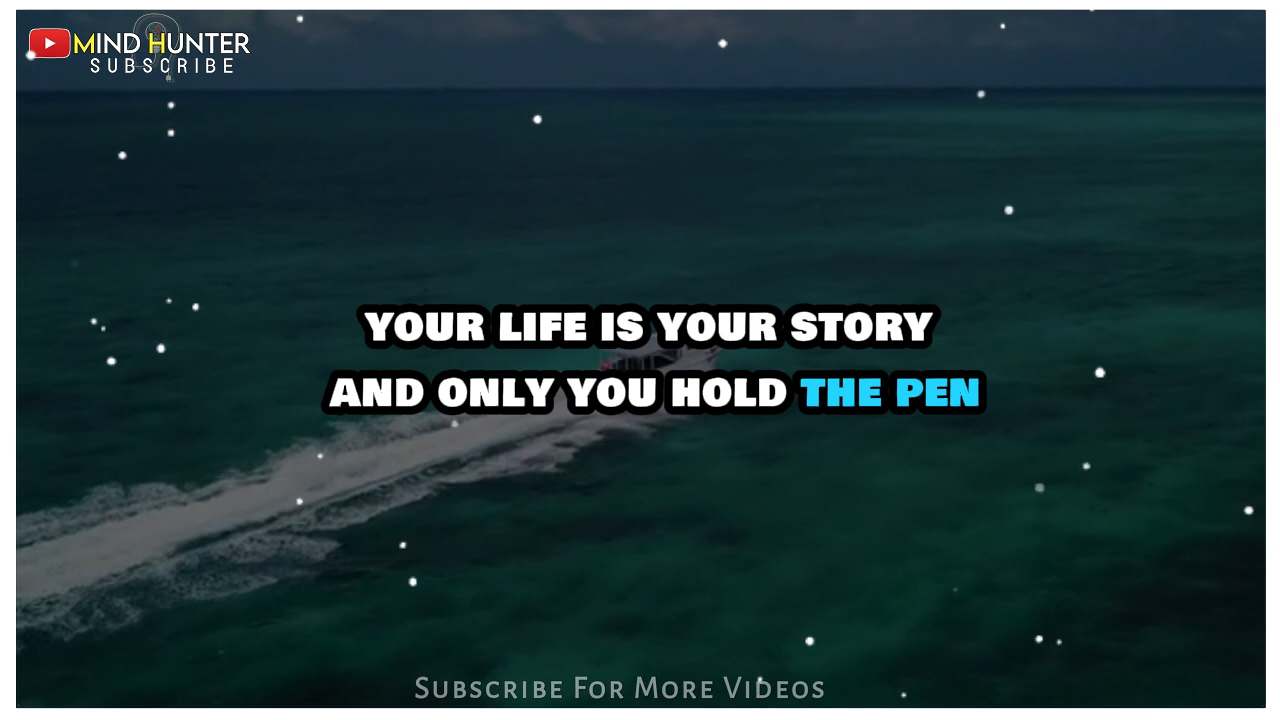 MIND HUNTER
SUBSCRIBE
YOUR LIFE IS YOUR STORY
AND ONLY YOU HOLD THE PEN
SUBSCRIBE FOR MORE VIDEOS